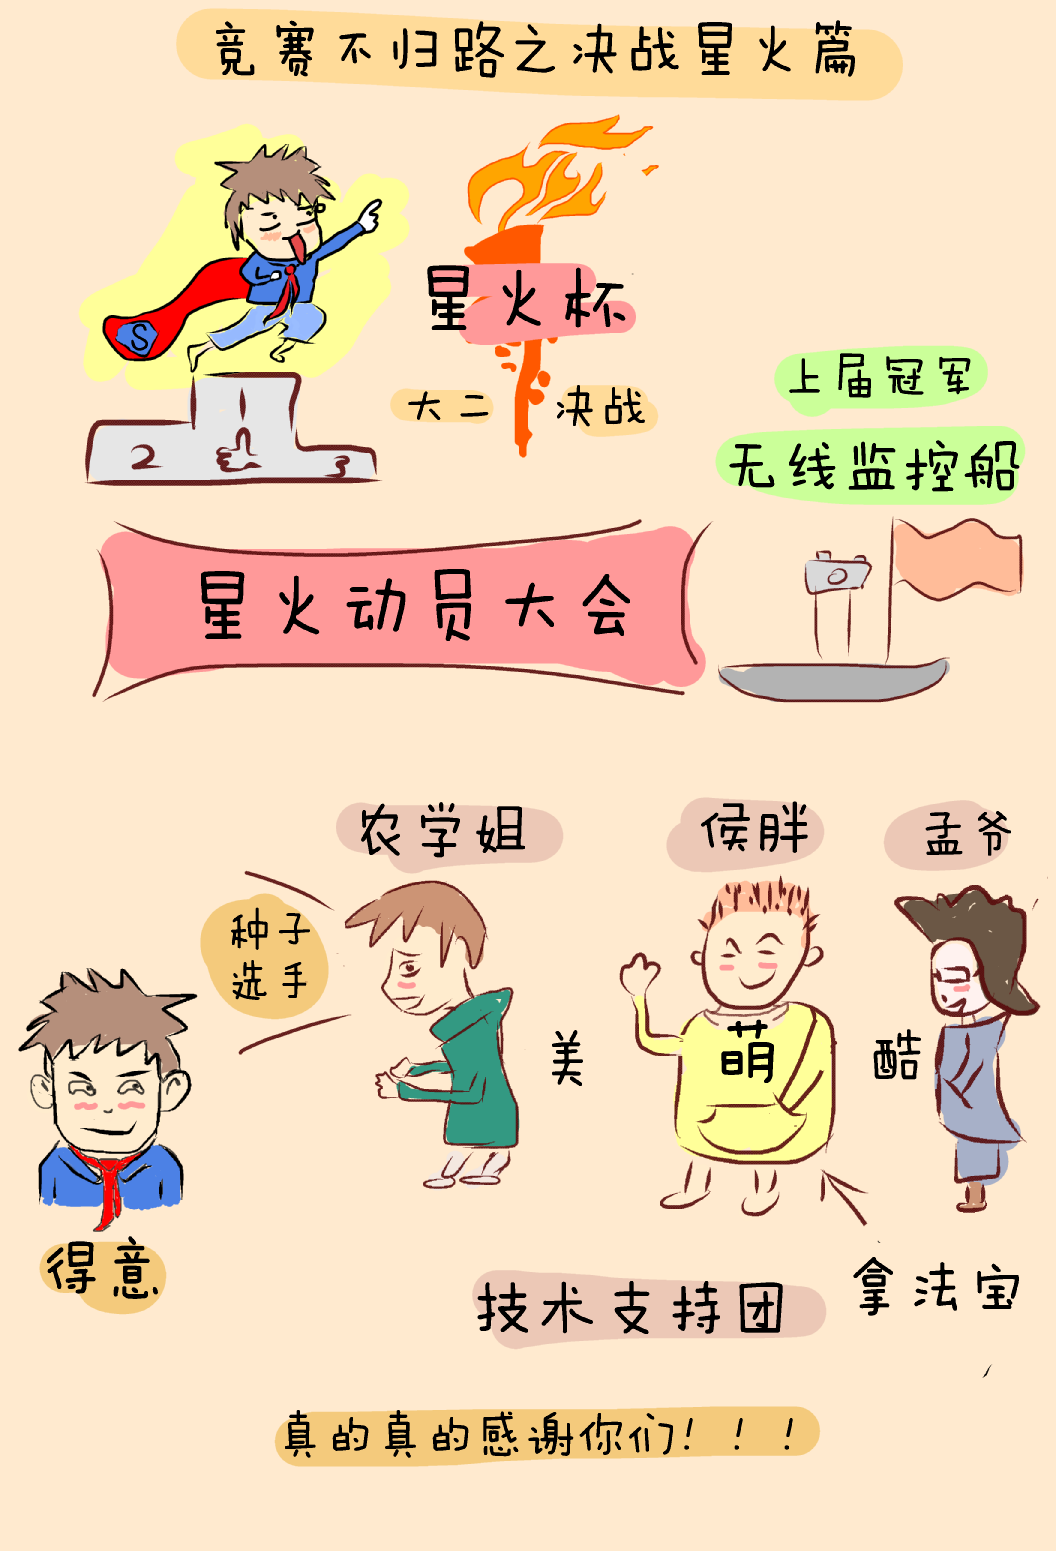 竞赛不归路之决战星火篇
S
星火杯
大二 决战
2 1 3
上届冠军
无线监控船
星火动员大会
农学姐 侯胖 孟爷
种子
选手
美 萌 酷
得意
技术支持团
拿法宝
真的真的感谢你们！！！